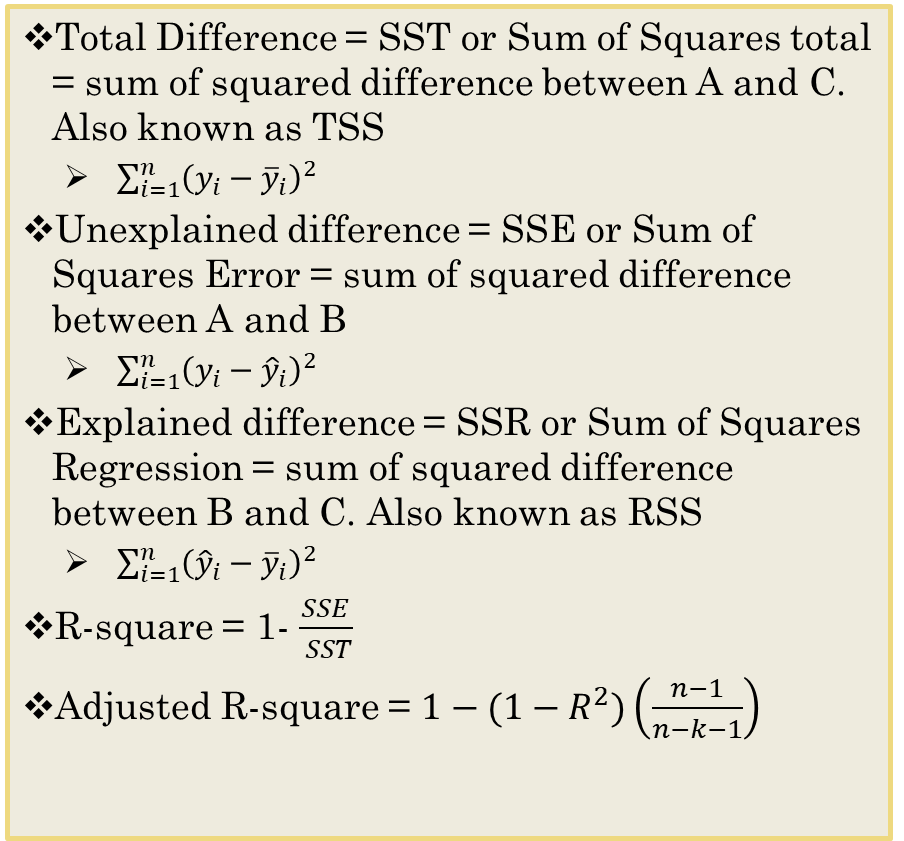 ❖Total Difference = SST or Sum of Squares total
= sum of squared difference between A and C.
Also known as TSS
➢ $\sum_{i=1}^{n}(y_i - \bar{y}_i)^2$
❖Unexplained difference = SSE or Sum of
Squares Error = sum of squared difference
between A and B
➢ $\sum_{i=1}^{n}(y_i - \hat{y}_i)^2$
❖Explained difference = SSR or Sum of Squares
Regression = sum of squared difference
between B and C. Also known as RSS
➢ $\sum_{i=1}^{n}(\hat{y}_i - \bar{y}_i)^2$
❖R-square = 1- $\frac{SSE}{SST}$
❖Adjusted R-square = $1 - (1 - R^2)\left(\frac{n-1}{n-k-1}\right)$